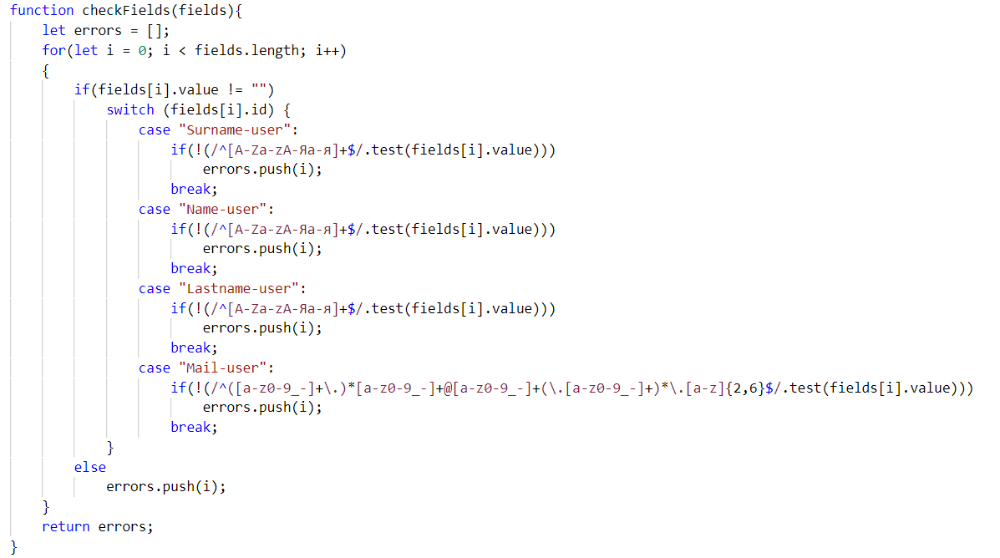 function checkFields(fields){
    let errors = [];
    for(let i = 0; i < fields.length; i++)
    {
        if(fields[i].value != "")
            switch (fields[i].id) {
                case "Surname-user":
                    if(!(/^[A-Za-zА-Яа-я]+$/.test(fields[i].value)))
                        errors.push(i);
                    break;
                case "Name-user":
                    if(!(/^[A-Za-zА-Яа-я]+$/.test(fields[i].value)))
                        errors.push(i);
                    break;
                case "Lastname-user":
                    if(!(/^[A-Za-zА-Яа-я]+$/.test(fields[i].value)))
                        errors.push(i);
                    break;
                case "Mail-user":
                    if(!(/^([a-z0-9_-]+\.)*[a-z0-9_-]+@[a-z0-9_-]+(\.[a-z0-9_-]+)*\.[a-z]{2,6}$/.test(fields[i].value)))
                        errors.push(i);
                    break;
            }
        else
            errors.push(i);
    }
    return errors;
}